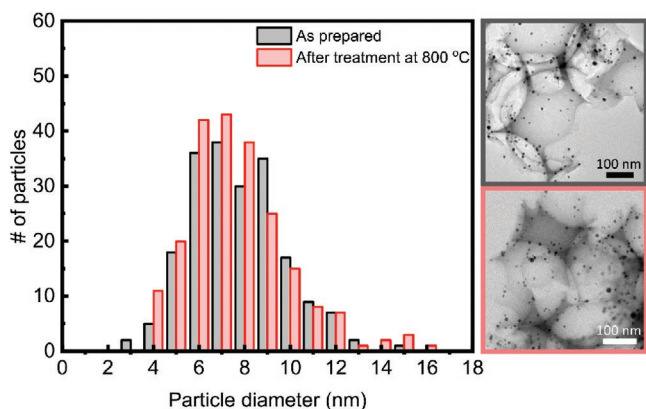 60
50
40
30
20
10
0
# of particles
As prepared
After treatment at 800 °C
0 2 4 6 8 10 12 14 16 18
Particle diameter (nm)
100 nm
100 nm